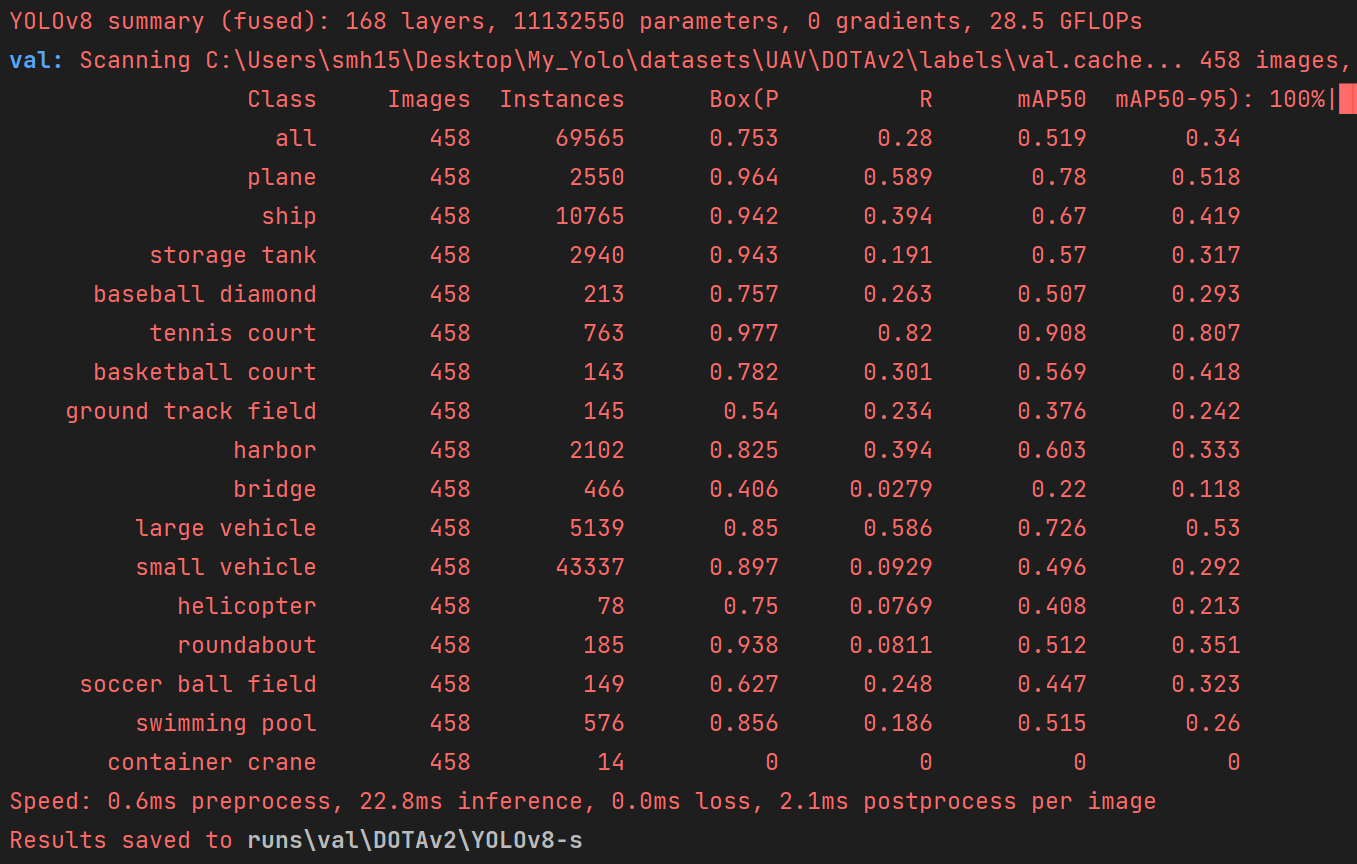 YOLOv8 summary (fused): 168 layers, 11132550 parameters, 0 gradients, 28.5 GFLOPs
val: Scanning C:\Users\smh15\Desktop\My_Yolo\datasets\UAV\DOTAv2\labels\val.cache... 458 images,
Class Images Instances Box(P R mAP50 mAP50-95): 100%|
all 458 69565 0.753 0.28 0.519 0.34
plane 458 2550 0.964 0.589 0.78 0.518
ship 458 10765 0.942 0.394 0.67 0.419
storage tank 458 2940 0.943 0.191 0.57 0.317
baseball diamond 458 213 0.757 0.263 0.507 0.293
tennis court 458 763 0.977 0.82 0.908 0.807
basketball court 458 143 0.782 0.301 0.569 0.418
ground track field 458 145 0.54 0.234 0.376 0.242
harbor 458 2102 0.825 0.394 0.603 0.333
bridge 458 466 0.406 0.0279 0.22 0.118
large vehicle 458 5139 0.85 0.586 0.726 0.53
small vehicle 458 43337 0.897 0.0929 0.496 0.292
helicopter 458 78 0.75 0.0769 0.408 0.213
roundabout 458 185 0.938 0.0811 0.512 0.351
soccer ball field 458 149 0.627 0.248 0.447 0.323
swimming pool 458 576 0.856 0.186 0.515 0.26
container crane 458 14 0 0 0 0
Speed: 0.6ms preprocess, 22.8ms inference, 0.0ms loss, 2.1ms postprocess per image
Results saved to runs\val\DOTAv2\YOLOv8-s